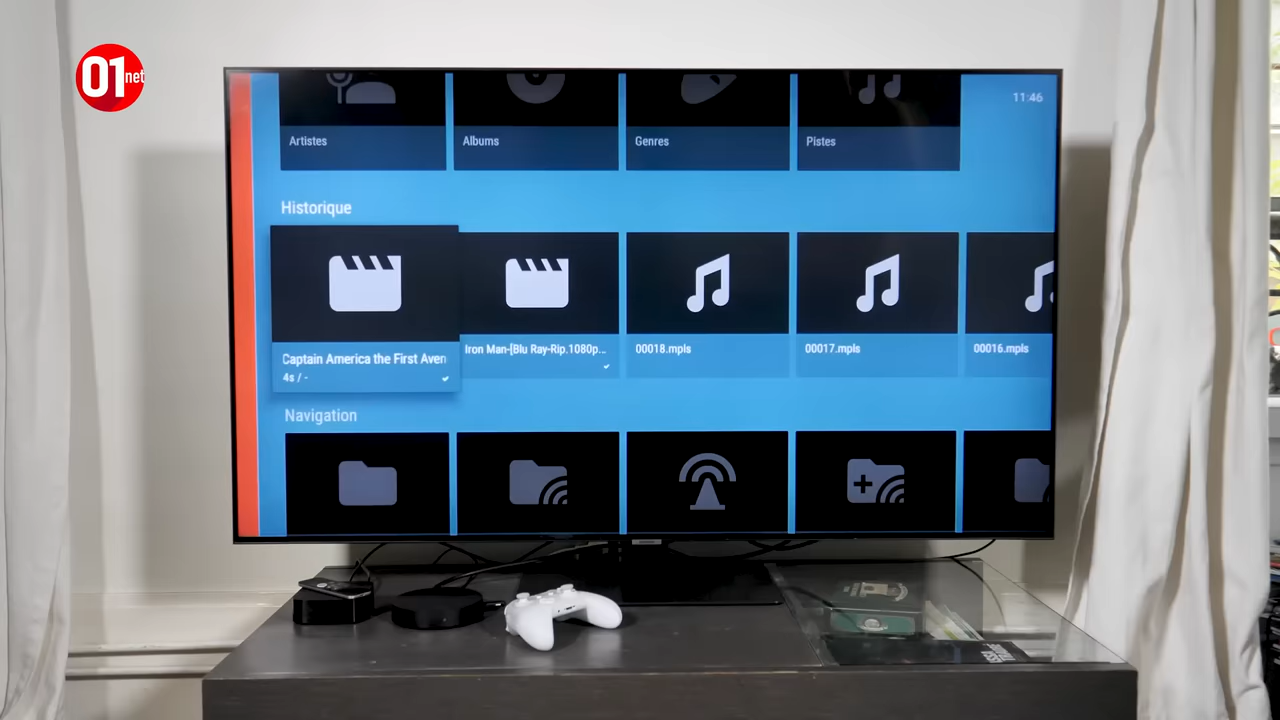 01net
11:46
Artistes
Albums
Genres
Pistes
Historique
Captain America the First Aven
4s / -
Iron Man-[Blu Ray-Rip.1080p...
00018.mpls
00017.mpls
00016.mpls
Navigation